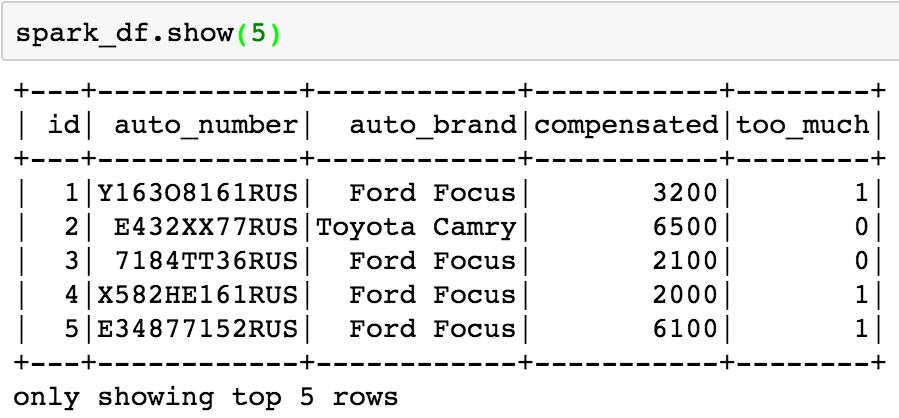 spark_df.show(5)
+---+------------+------------+-----------+--------+
| id| auto_number| auto_brand|compensated|too_much|
+---+------------+------------+-----------+--------+
| 1|Y163O8161RUS| Ford Focus| 3200| 1|
| 2| E432XX77RUS|Toyota Camry| 6500| 0|
| 3| 7184TT36RUS| Ford Focus| 2100| 0|
| 4|X582HE161RUS| Ford Focus| 2000| 1|
| 5|E34877152RUS| Ford Focus| 6100| 1|
+---+------------+------------+-----------+--------+
only showing top 5 rows